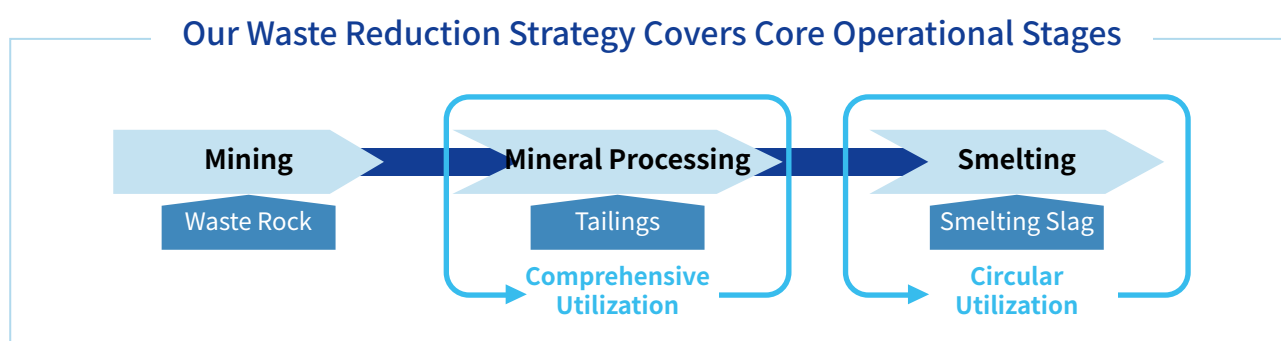 Our Waste Reduction Strategy Covers Core Operational Stages
Mining
Mineral Processing
Smelting
Waste Rock
Tailings
Smelting Slag
Comprehensive
Utilization
Circular
Utilization